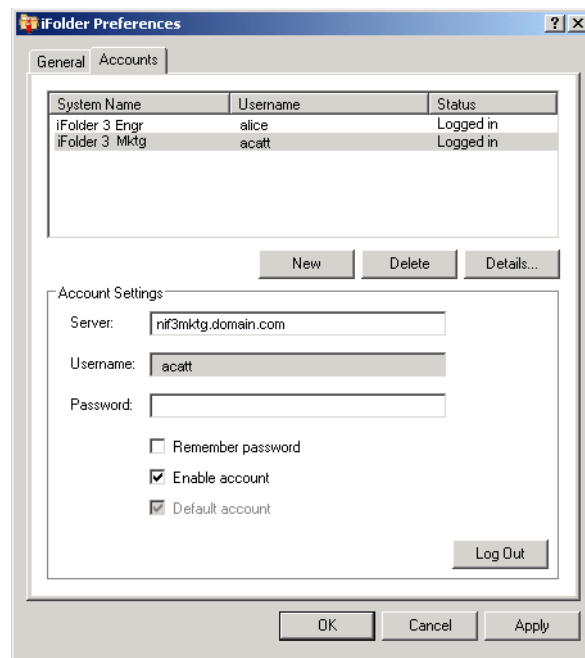 iFolder Preferences
General Accounts
System Name Username Status
iFolder 3 Engr alice Logged in
iFolder 3 Mktg acatt Logged in
New Delete Details...
Account Settings
Server: nif3mktg.domain.com
Username: acatt
Password:
Remember password
Enable account
Default account
Log Out
OK Cancel Apply